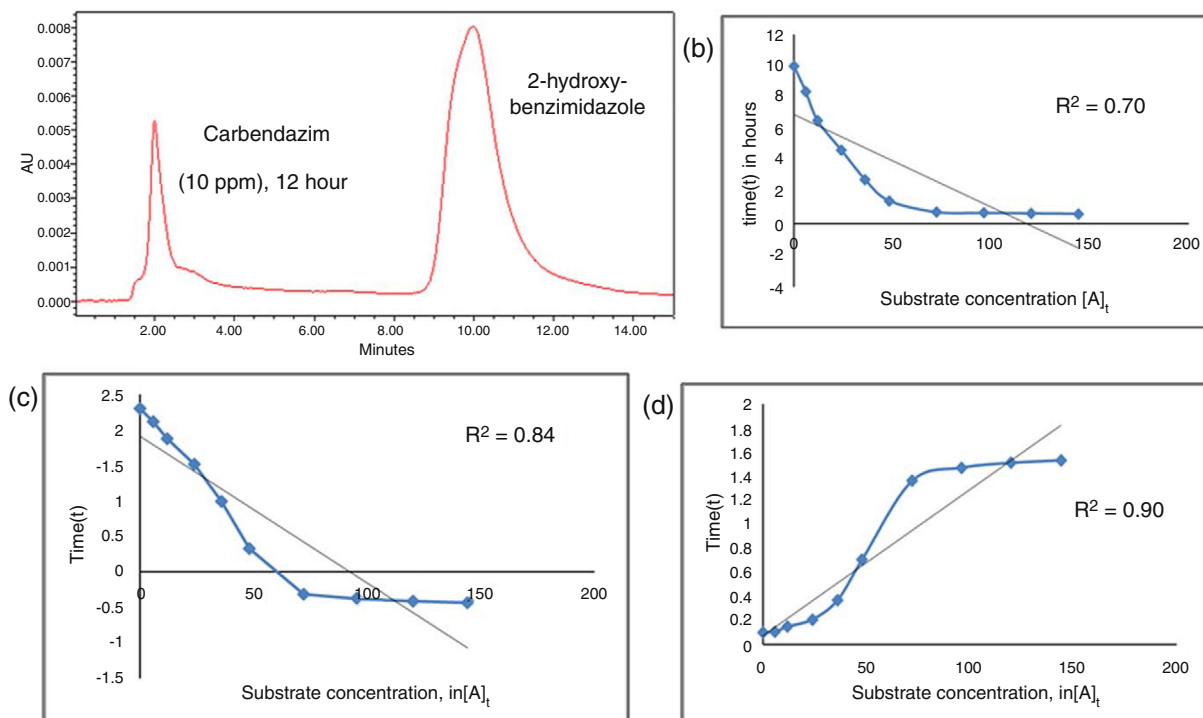 0.008
0.007
0.006
0.005
0.004
0.003
0.002
0.001
0.000
AU
Carbendazim
(10 ppm), 12 hour
2-hydroxy-
benzimidazole
2.00 4.00 6.00 8.00 10.00 12.00 14.00
Minutes
(b)
12
10
8
6
4
2
0
-2
-4
time(t) in hours
R² = 0.70
0 50 100 150 200
Substrate concentration [A]t
(c)
2.5
2
-1.5
1
0.5
0
-0.5
-1
-1.5
Time(t)
R² = 0.84
0 50 100 150 200
Substrate concentration, in[A]t
(d)
2
1.8
1.6
1.4
1.2
1
0.8
0.6
0.4
0.2
0
Time(t)
R² = 0.90
0 50 100 150 200
Substrate concentration, in[A]t